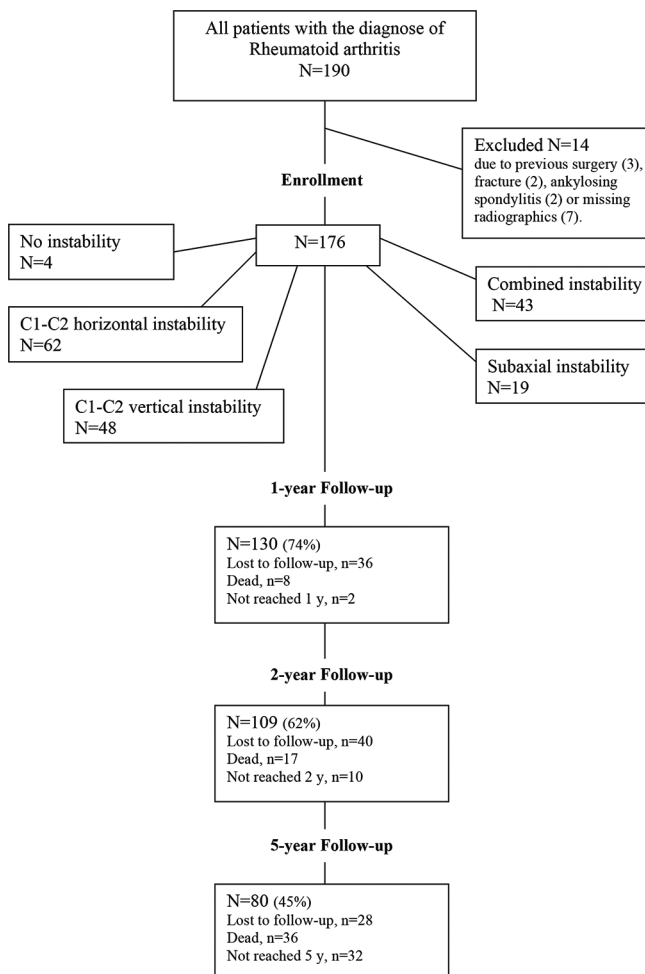 All patients with the diagnose of
Rheumatoid arthritis
N=190
Excluded N=14
due to previous surgery (3),
fracture (2), ankylosing
spondylitis (2) or missing
radiographics (7).
Enrollment
N=176
No instability
N=4
C1-C2 horizontal instability
N=62
C1-C2 vertical instability
N=48
Combined instability
N=43
Subaxial instability
N=19
1-year Follow-up
N=130 (74%)
Lost to follow-up, n=36
Dead, n=8
Not reached 1 y, n=2
2-year Follow-up
N=109 (62%)
Lost to follow-up, n=40
Dead, n=17
Not reached 2 y, n=10
5-year Follow-up
N=80 (45%)
Lost to follow-up, n=28
Dead, n=36
Not reached 5 y, n=32